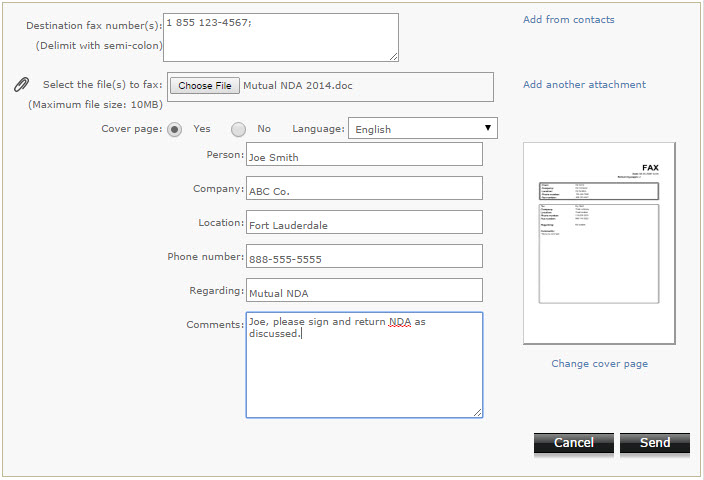 Destination fax number(s): 1 855 123-4567; Add from contacts
(Delimit with semi-colon)
Select the file(s) to fax: Choose File Mutual NDA 2014.doc Add another attachment
(Maximum file size: 10MB)
Cover page: Yes No Language: English
Person: Joe Smith
Company: ABC Co.
Location: Fort Lauderdale
Phone number: 888-555-5555
Regarding: Mutual NDA
Comments: Joe, please sign and return NDA as
discussed.
FAX
Change cover page
Cancel Send